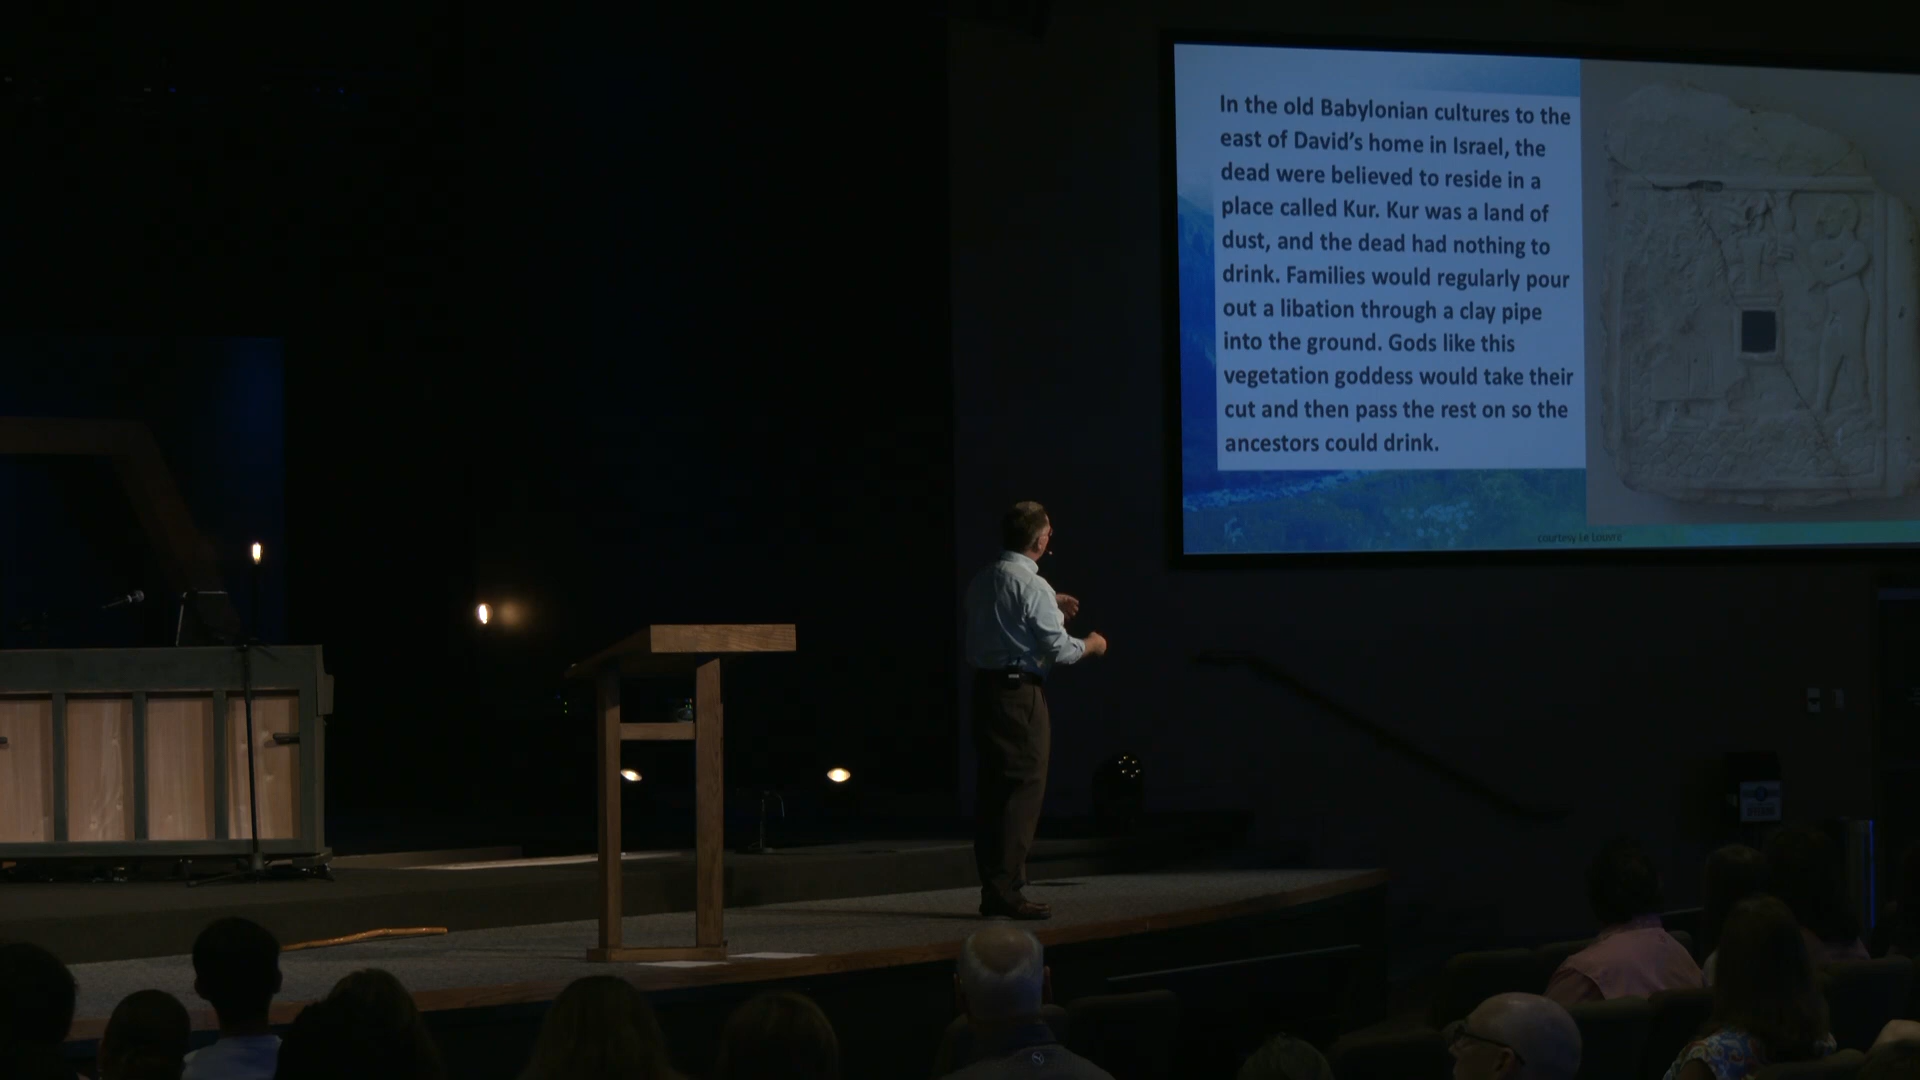 In the old Babylonian cultures to the
east of David's home in Israel, the
dead were believed to reside in a
place called Kur. Kur was a land of
dust, and the dead had nothing to
drink. Families would regularly pour
out a libation through a clay pipe
into the ground. Gods like this
vegetation goddess would take their
cut and then pass the rest on so the
ancestors could drink.
courtesy Le Louvre